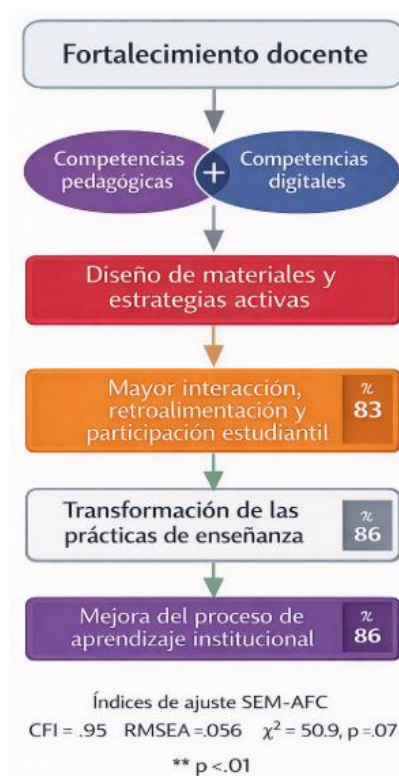 Fortalecimiento docente
Competencias
pedagógicas
+
Competencias
digitales
Diseño de materiales y
estrategias activas
Mayor interacción,
retroalimentación y
participación estudiantil
n
83
Transformación de las
prácticas de enseñanza
n
86
Mejora del proceso de
aprendizaje institucional
n
86
Índices de ajuste SEM-AFC
CFI = .95 RMSEA =.056 χ² = 50.9, p =.07
** p <.01